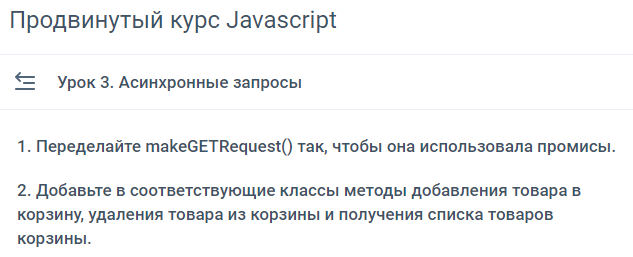 Продвинутый курс Javascript
Урок 3. Асинхронные запросы
1. Переделайте makeGETRequest() так, чтобы она использовала промисы.
2. Добавьте в соответствующие классы методы добавления товара в
корзину, удаления товара из корзины и получения списка товаров
корзины.